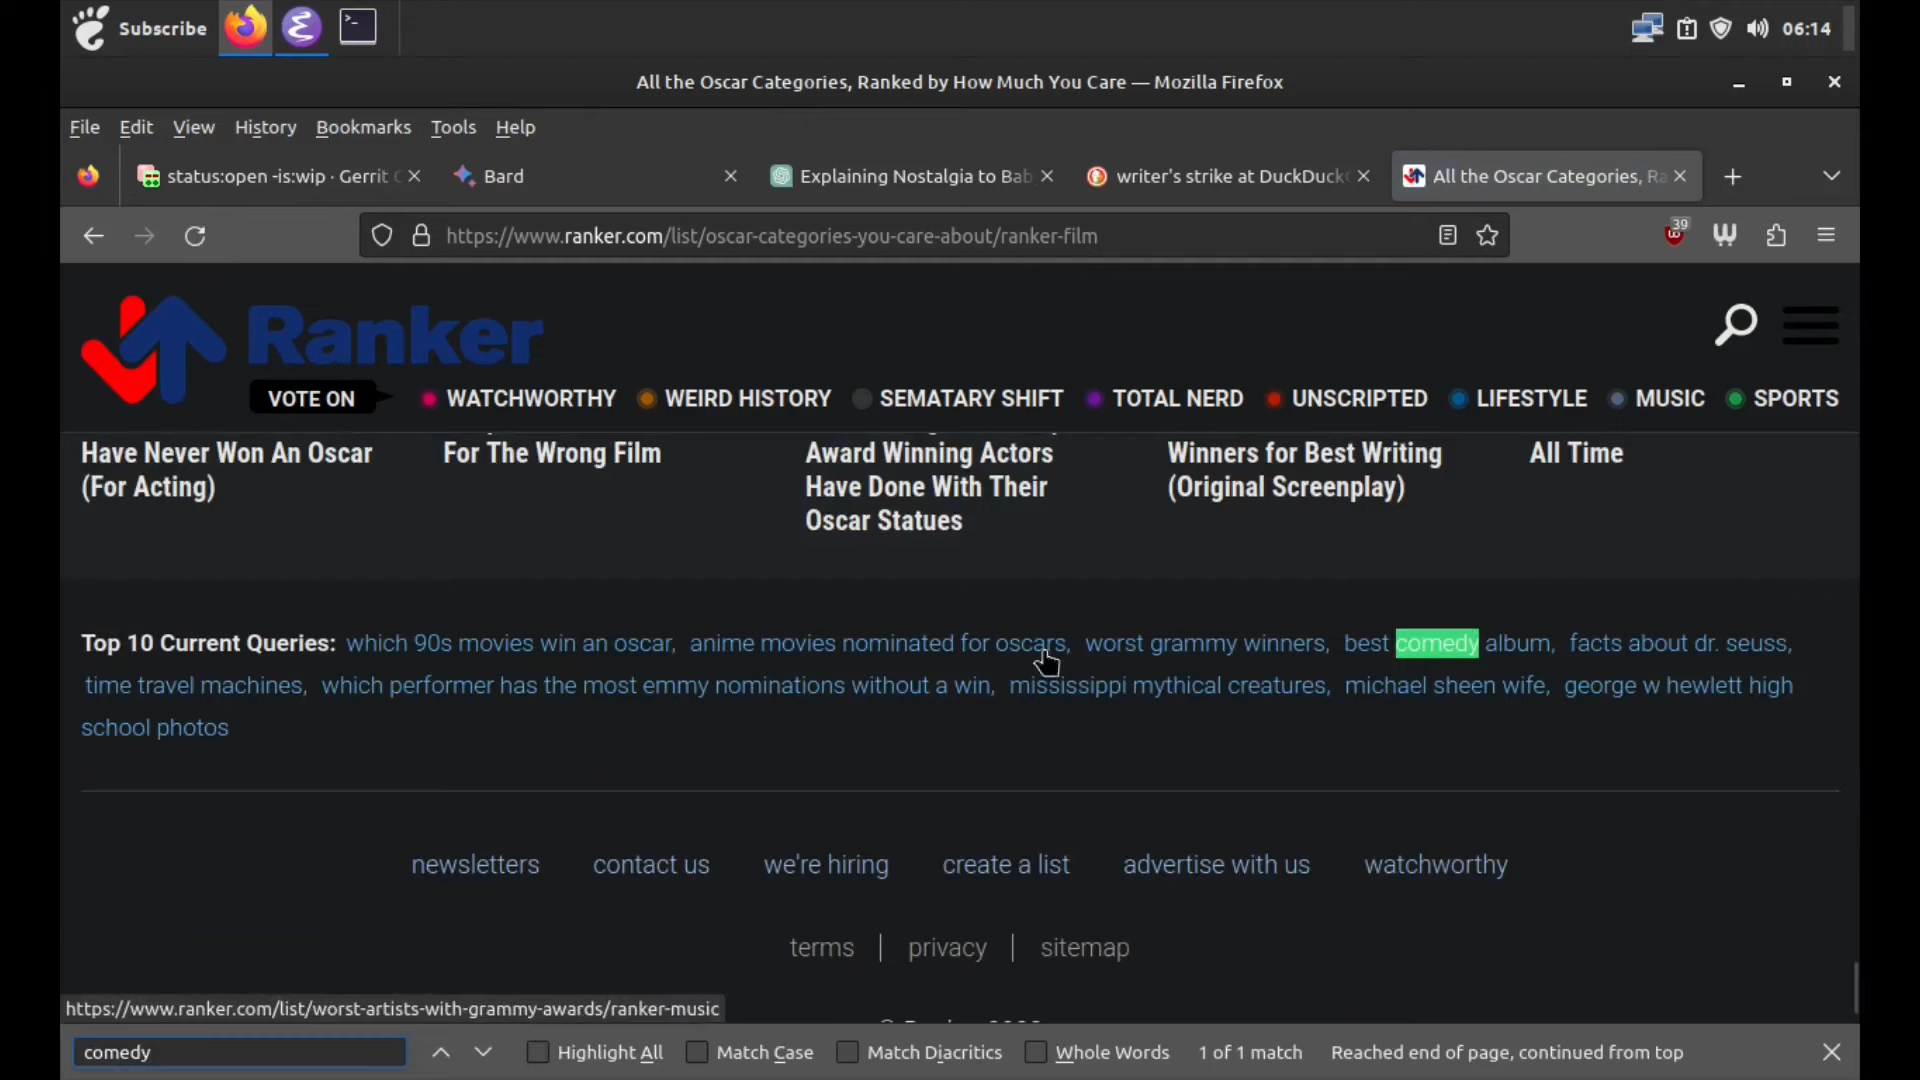 Subscribe
06:14
All the Oscar Categories, Ranked by How Much You Care — Mozilla Firefox
File Edit View History Bookmarks Tools Help
status:open -is:wip · Gerrit C
Bard
Explaining Nostalgia to Bab
writer's strike at DuckDuckG
All the Oscar Categories, Ra
https://www.ranker.com/list/oscar-categories-you-care-about/ranker-film
39
Ranker
VOTE ON WATCHWORTHY WEIRD HISTORY SEMATARY SHIFT TOTAL NERD UNSCRIPTED LIFESTYLE MUSIC SPORTS
Have Never Won An Oscar
(For Acting)
For The Wrong Film
Award Winning Actors
Have Done With Their
Oscar Statues
Winners for Best Writing
(Original Screenplay)
All Time
Top 10 Current Queries: which 90s movies win an oscar, anime movies nominated for oscars, worst grammy winners, best comedy album, facts about dr. seuss,
time travel machines, which performer has the most emmy nominations without a win, mississippi mythical creatures, michael sheen wife, george w hewlett high
school photos
newsletters contact us we're hiring create a list advertise with us watchworthy
terms | privacy | sitemap
https://www.ranker.com/list/worst-artists-with-grammy-awards/ranker-music
comedy Highlight All Match Case Match Diacritics Whole Words 1 of 1 match Reached end of page, continued from top